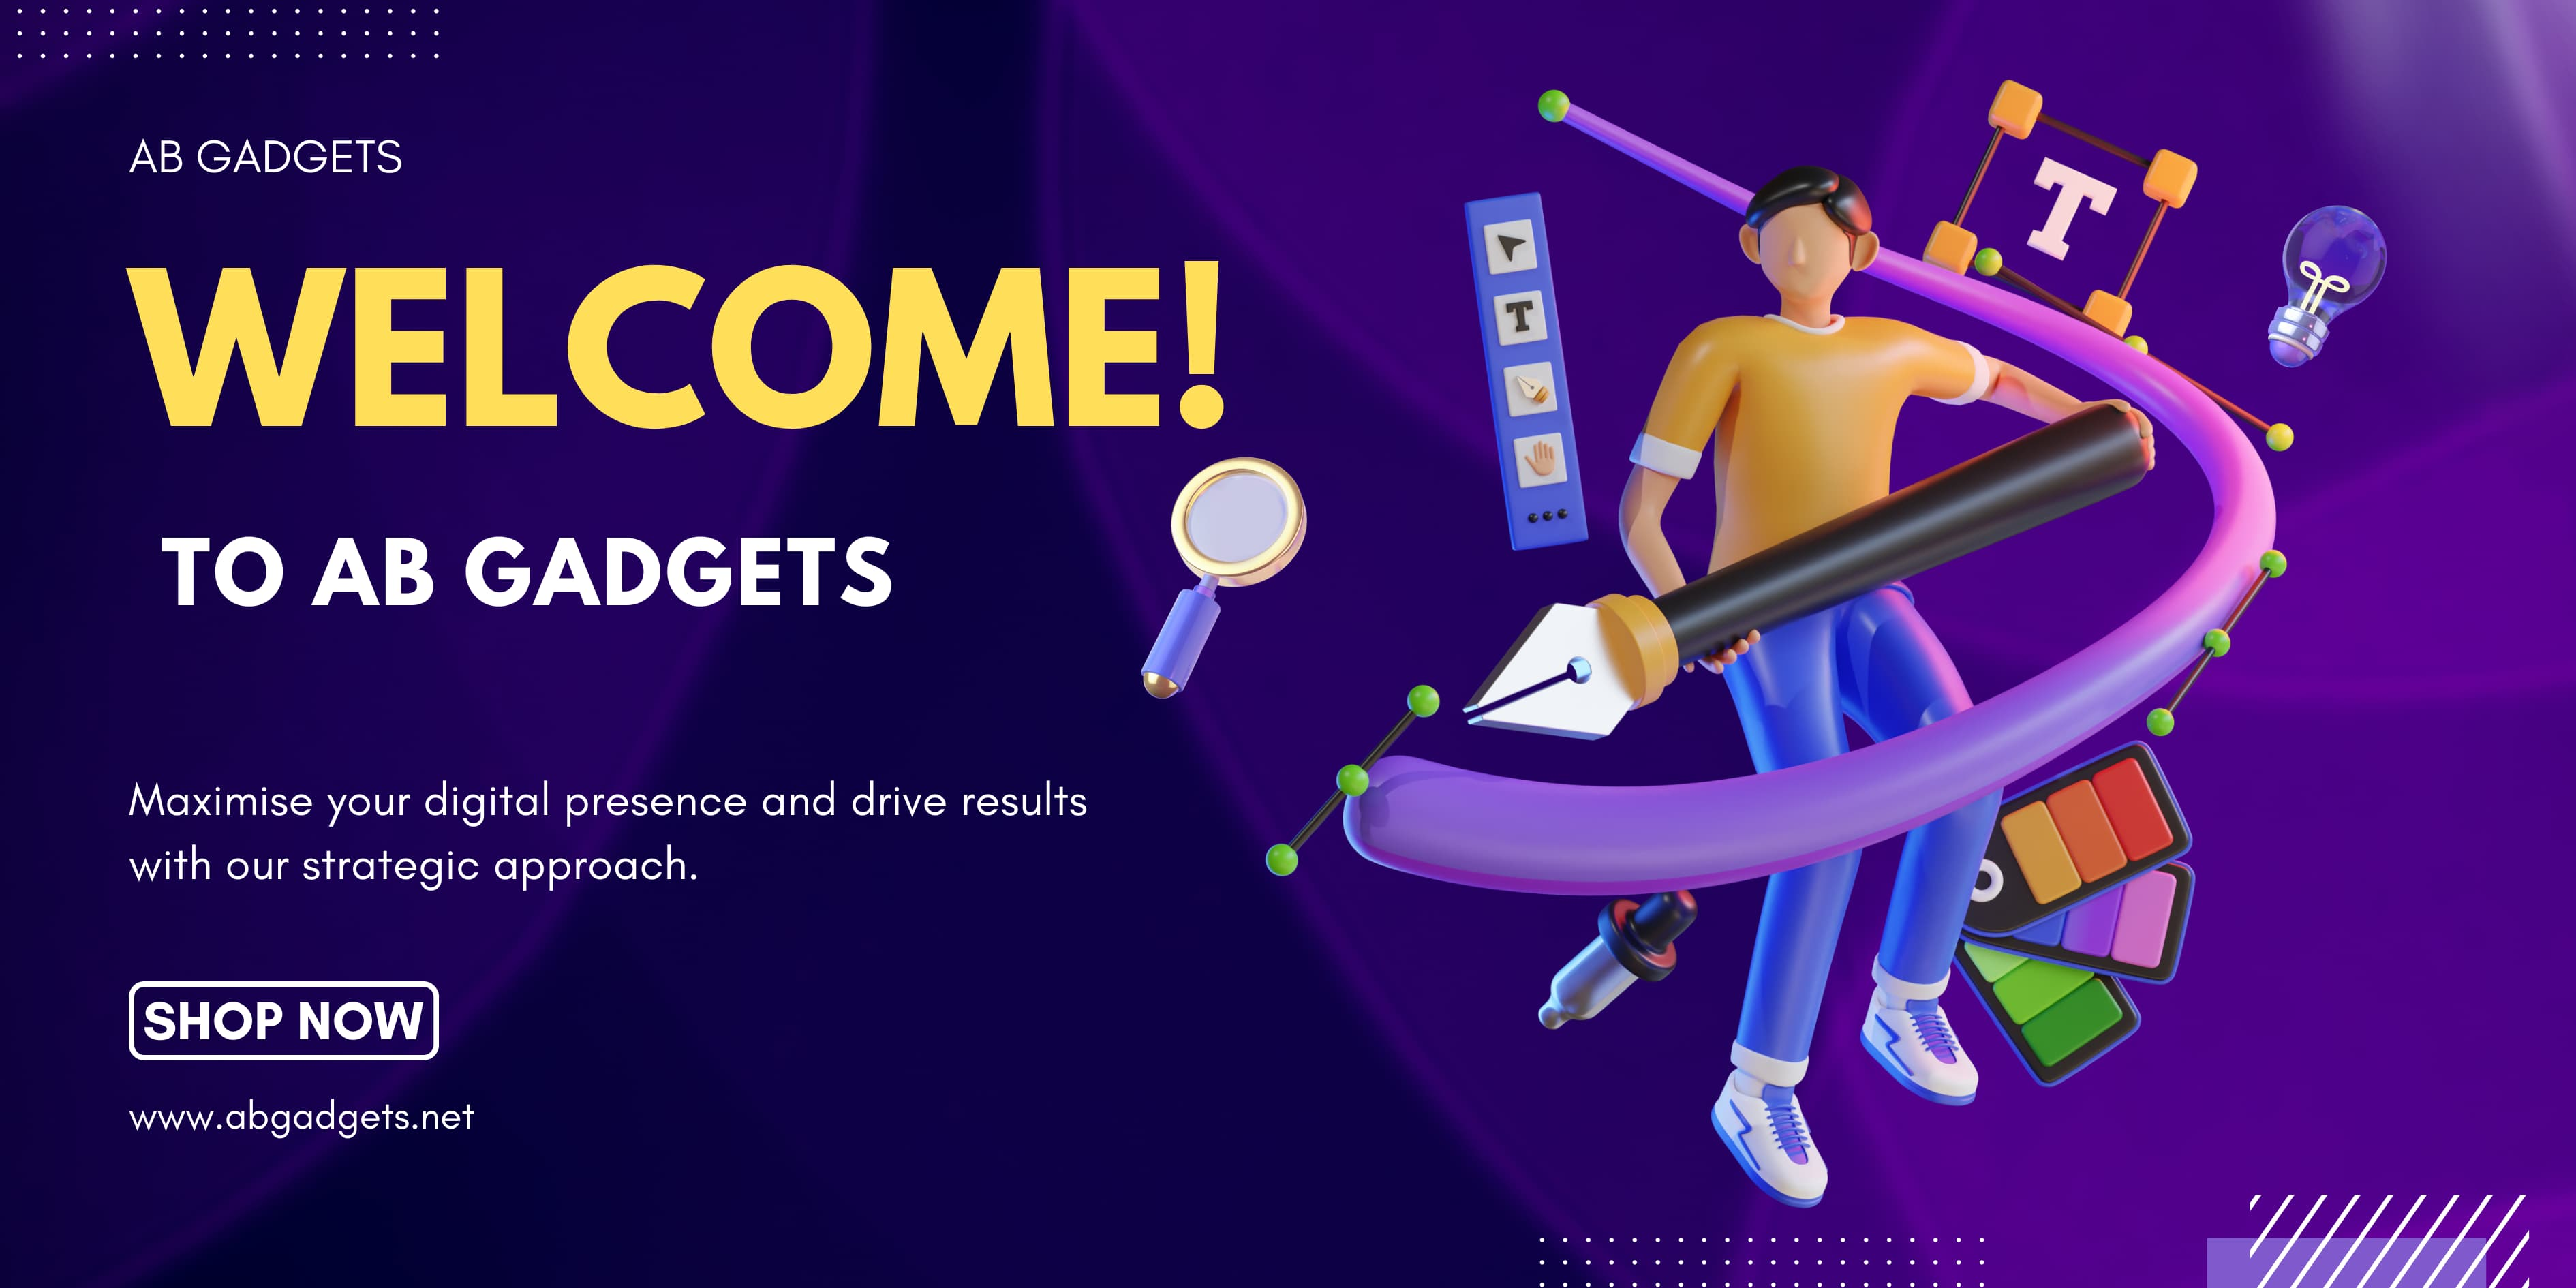 AB GADGETS
WELCOME!
TO AB GADGETS
Maximise your digital presence and drive results
with our strategic approach.
SHOP NOW
www.abgadgets.net
T
T